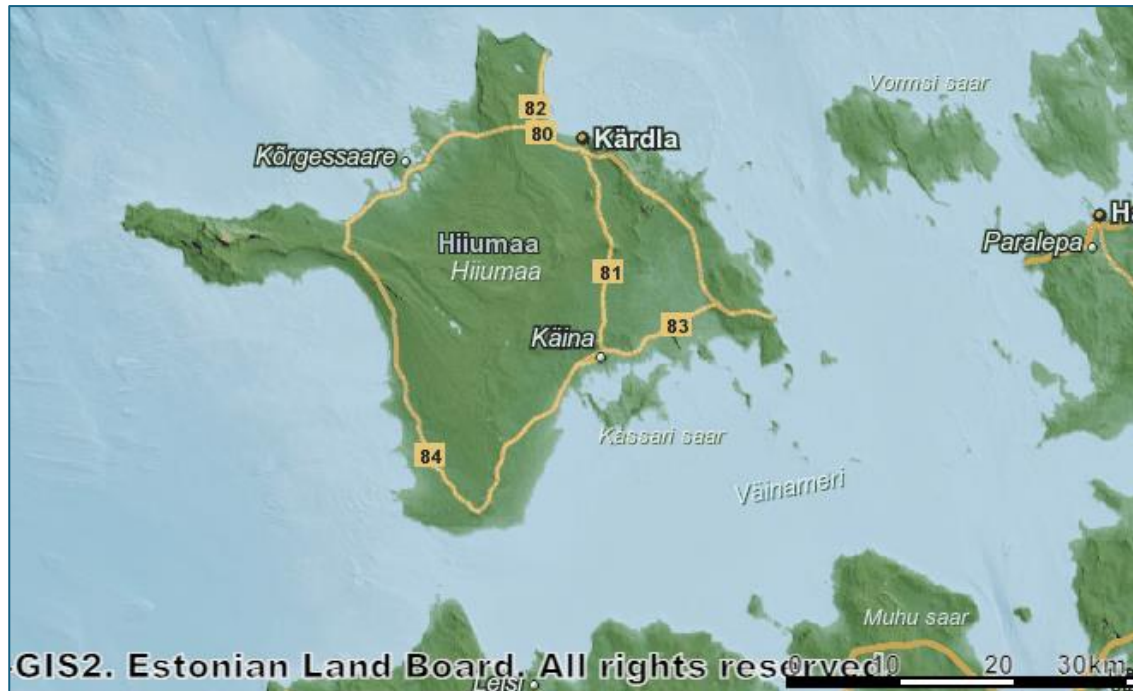 Vormsi saar
82
80
Kärdla
Kõrgessaare
Hiiumaa
Hiiumaa
Paralepa
81
83
Käina
Kassari saar
84
Väinameri
Muhu saar
GIS2. Estonian Land Board. All rights reserved
0 10 20 30km
Leisi